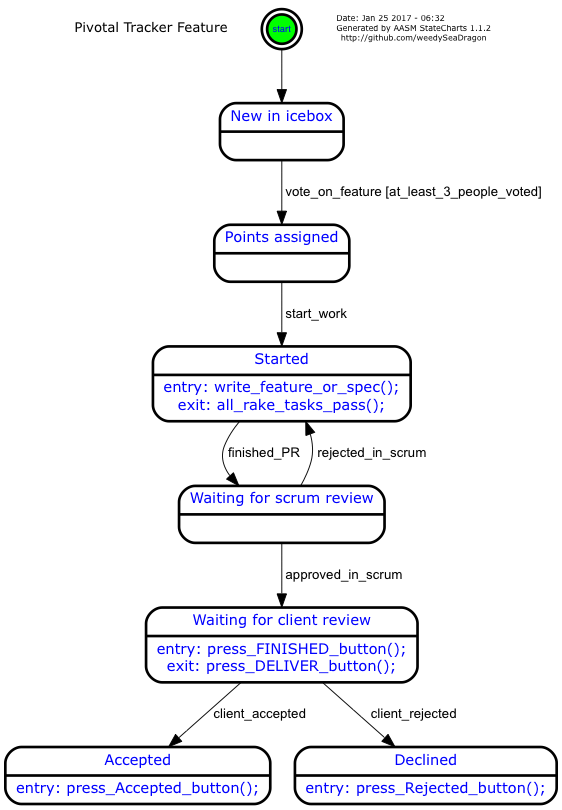 Pivotal Tracker Feature
start
Date: Jan 25 2017 - 06:32
Generated by AASM StateCharts 1.1.2
http://github.com/weedySeaDragon
New in icebox
vote_on_feature [at_least_3_people_voted]
Points assigned
start_work
Started
entry: write_feature_or_spec();
exit: all_rake_tasks_pass();
finished_PR
rejected_in_scrum
Waiting for scrum review
approved_in_scrum
Waiting for client review
entry: press_FINISHED_button();
exit: press_DELIVER_button();
client_accepted
client_rejected
Accepted
entry: press_Accepted_button();
Declined
entry: press_Rejected_button();